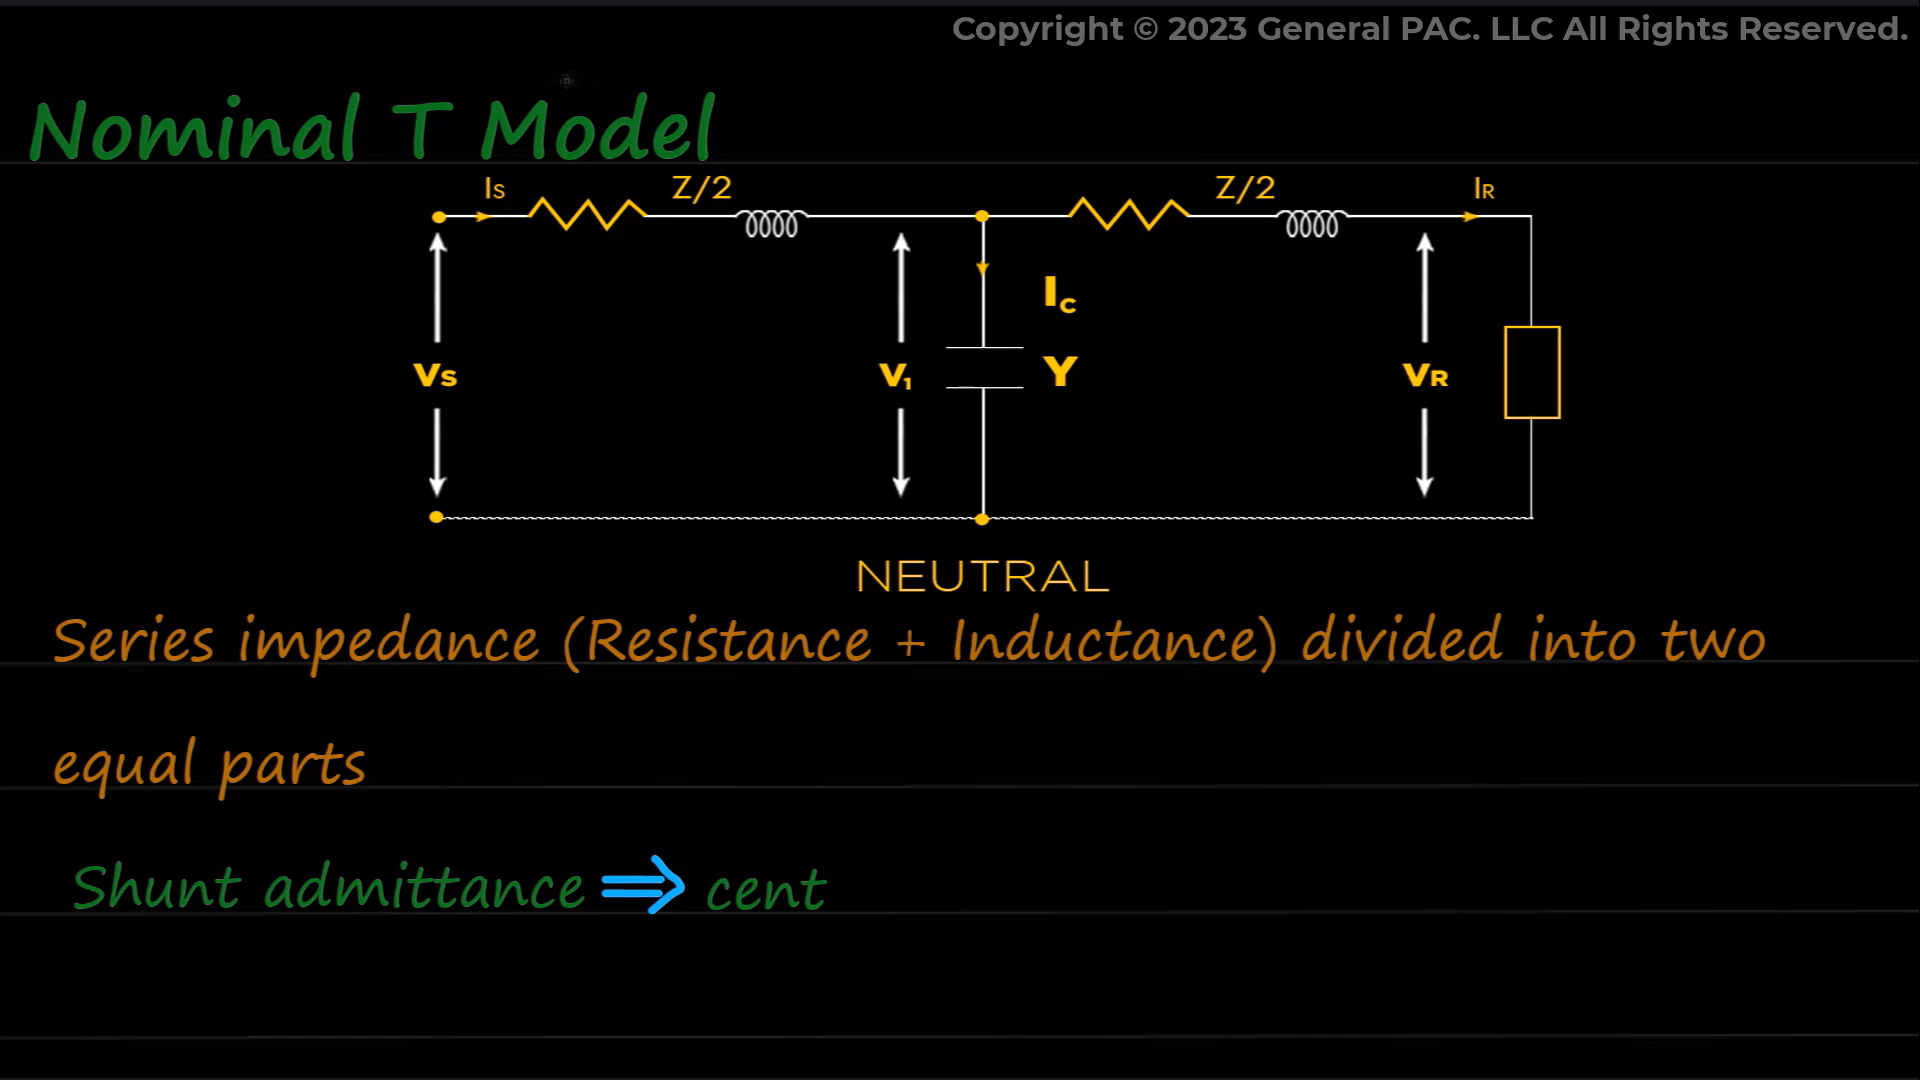 Copyright © 2023 General PAC. LLC All Rights Reserved.
Nominal T Model
IS Z/2 Z/2 IR
Ic
VS V1 Y VR
NEUTRAL
Series impedance (Resistance + Inductance) divided into two
equal parts
Shunt admittance ⇒ cent